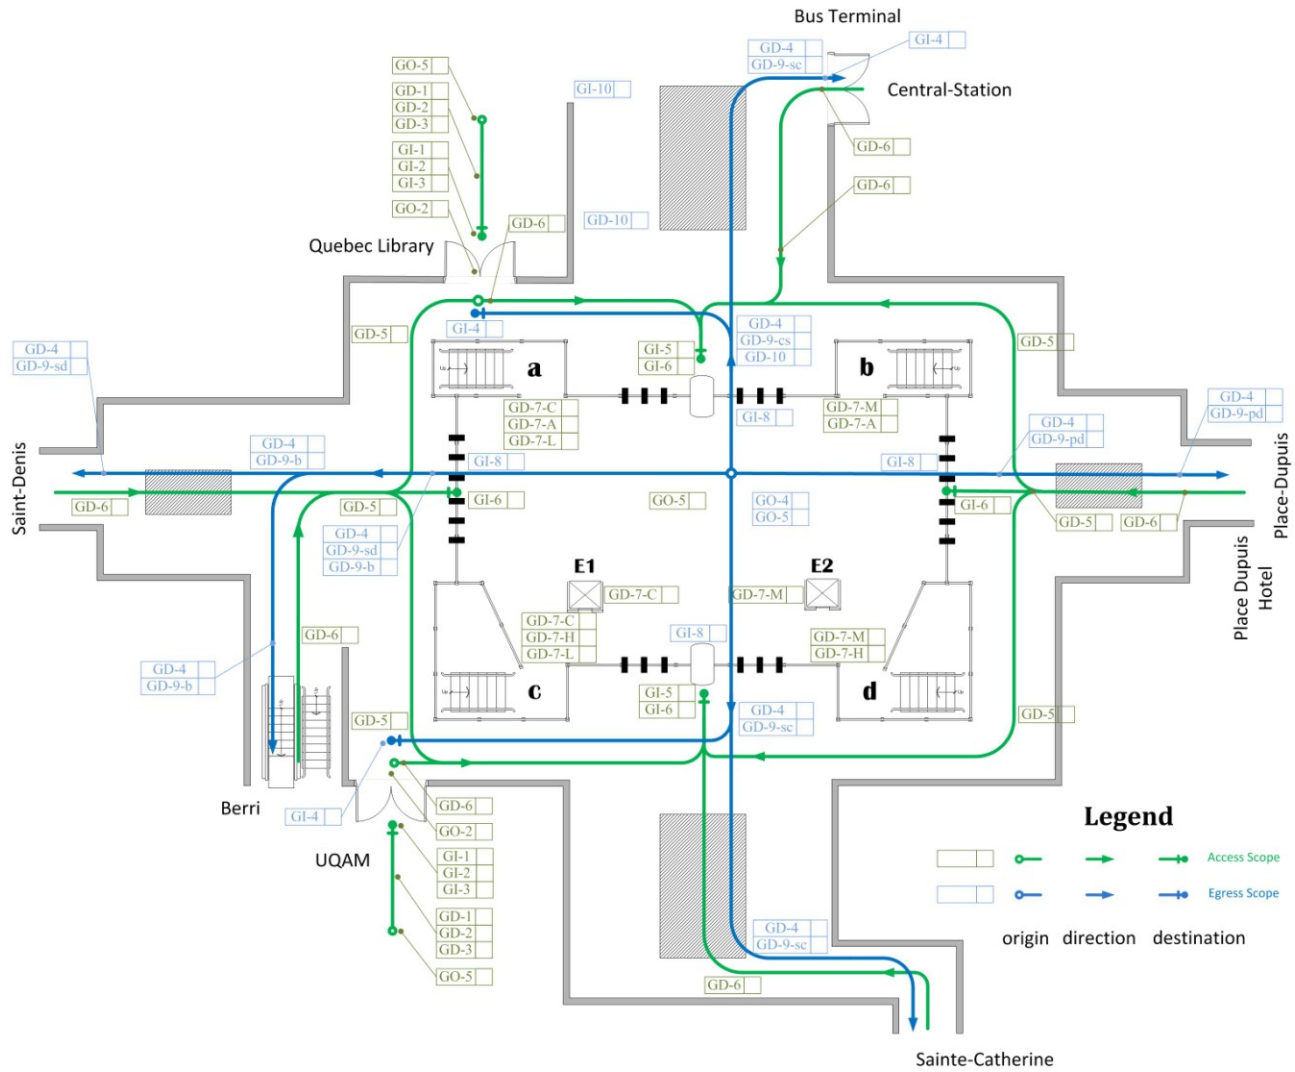 Bus Terminal
GD-4
GD-9-sc
GI-4
GO-5
GD-1
GD-2
GD-3
GI-10
Central-Station
GI-1
GI-2
GI-3
GD-6
GD-6
GO-2
GD-6
GD-10
Quebec Library
GI-4
GD-5
GD-4
GD-9-cs
GD-10
GD-5
GD-4
GD-9-sd
GI-5
GI-6
a
b
Up
Up
GD-7-C
GD-7-A
GD-7-L
GI-8
GD-7-M
GD-7-A
GD-4
GD-9-pd
GD-4
GD-9-b
GD-4
GD-9-pd
GI-8
GI-8
Saint-Denis
GD-6
GD-5
GI-6
GO-5
GO-4
GO-5
GI-6
GD-5
GD-6
Place-Dupuis
GD-4
GD-9-sd
GD-9-b
Place Dupuis
Hotel
E1
E2
GD-7-C
GD-7-M
GD-7-C
GD-7-H
GD-7-L
GI-8
GD-7-M
GD-7-H
GD-6
GD-4
GD-9-b
GI-5
GI-6
c
d
Up
Up
GD-5
GD-4
GD-9-sc
GD-5
Berri
GI-4
GD-6
GO-2
UQAM
GI-1
GI-2
GI-3
GD-1
GD-2
GD-3
GO-5
Legend
Access Scope
Egress Scope
origin direction destination
GD-4
GD-9-sc
GD-6
Sainte-Catherine